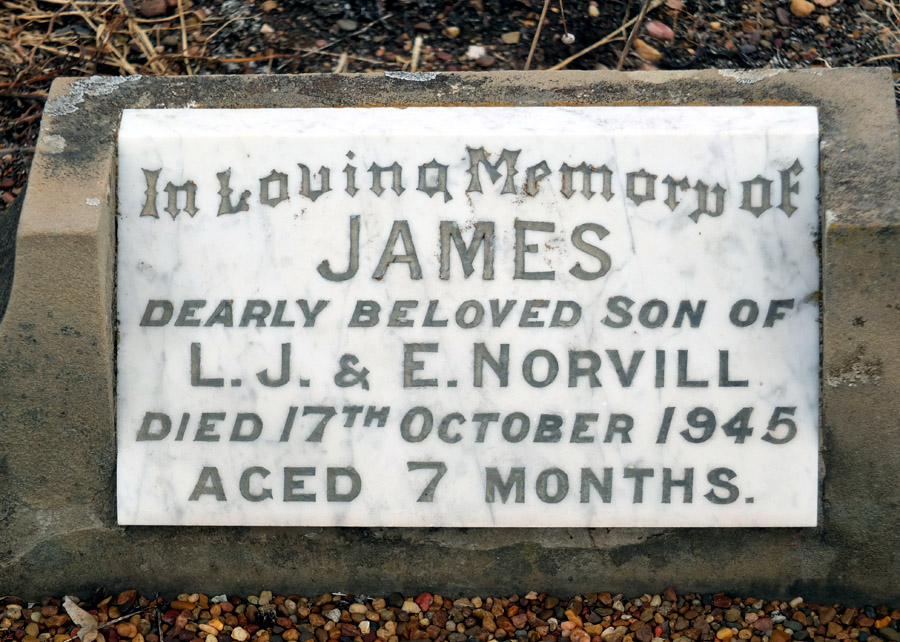 In Loving Memory of
JAMES
DEARLY BELOVED SON OF
L. J. & E. NORVILL
DIED 17TH OCTOBER 1945
AGED 7 MONTHS.